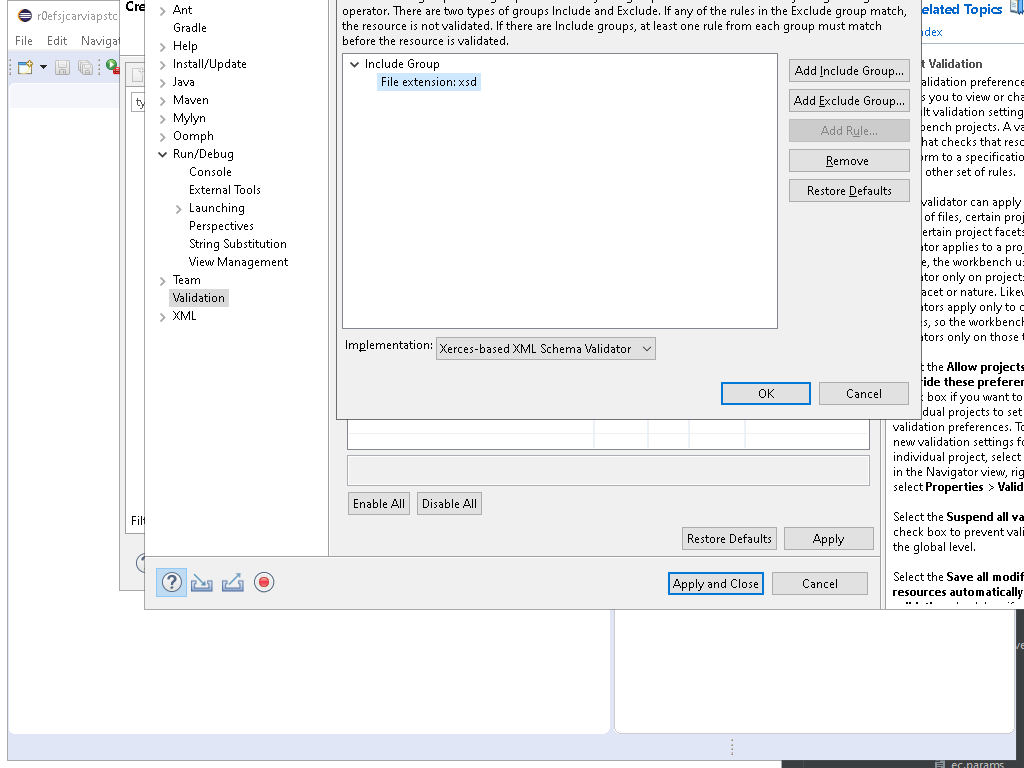 r0efsjcarviapstc
File
Edit
Naviga
Cre
ty
Filt
Ant
Gradle
Help
Install/Update
Java
Maven
Mylyn
Oomph
Run/Debug
Console
External Tools
Launching
Perspectives
String Substitution
View Management
Team
Validation
XML
operator. There are two types of groups Include and Exclude. If any of the rules in the Exclude group match,
the resource is not validated. If there are Include groups, at least one rule from each group must match
before the resource is validated.
Include Group
File extension: xsd
Add Include Group...
Add Exclude Group...
Add Rule...
Remove
Restore Defaults
Implementation:
Xerces-based XML Schema Validator
OK
Cancel
Enable All
Disable All
Restore Defaults
Apply
?
Apply and Close
Cancel
elated Topics
dex
t Validation
alidation preference
s you to view or cha
lt validation setting
bench projects. A va
hat checks that reso
orm to a specificatio
other set of rules.
validator can apply
of files, certain proj
ertain project facets
ator applies to a proj
e, the workbench u
ator only on projects
acet or nature. Likev
ators apply only to c
s, so the workbench
ators only on those t
t the Allow projects
ride these preferen
k box if you want to
dual projects to set
validation preferences. To
new validation settings fo
individual project, select
in the Navigator view, rig
select Properties > Valid
Select the Suspend all va
check box to prevent vali
the global level.
Select the Save all modif
resources automatically
ve
ec.params